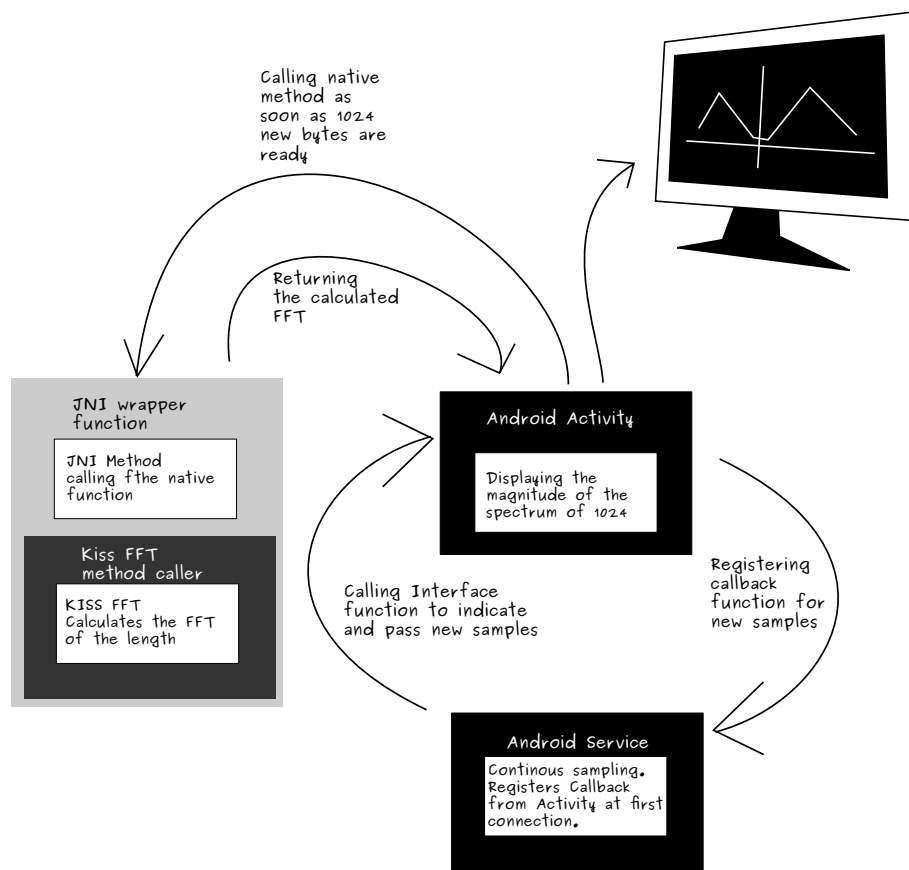 Calling native
method as
soon as 1024
new bytes are
ready
Returning
the calculated
FFT
JNI wrapper
function
JNI Method
calling fthe native
function
Kiss FFT
method caller
KISS FFT
Calculates the FFT
of the length
Android Activity
Displaying the
magnitude of the
spectrum of 1024
Calling Interface
function to indicate
and pass new samples
Registering
callback
function for
new samples
Android Service
Continous sampling.
Registers Callback
from Activity at first
connection.